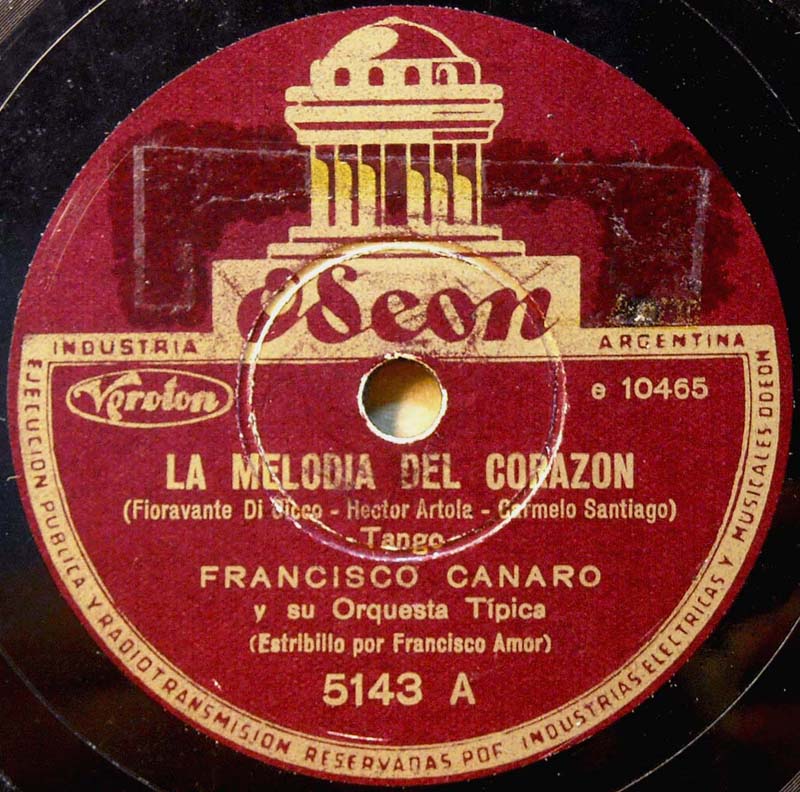 Odeon
INDUSTRIA ARGENTINA
Veroton
e 10465
LA MELODIA DEL CORAZON
(Fioravante Di Cicco - Hector Artola - Carmelo Santiago)
- Tango -
FRANCISCO CANARO
y su Orquesta Típica
(Estribillo por Francisco Amor)
5143 A
EJECUCION PUBLICA Y RADIOTRANSMISION RESERVADAS POR INDUSTRIAS ELECTRICAS Y MUSICALES ODEON